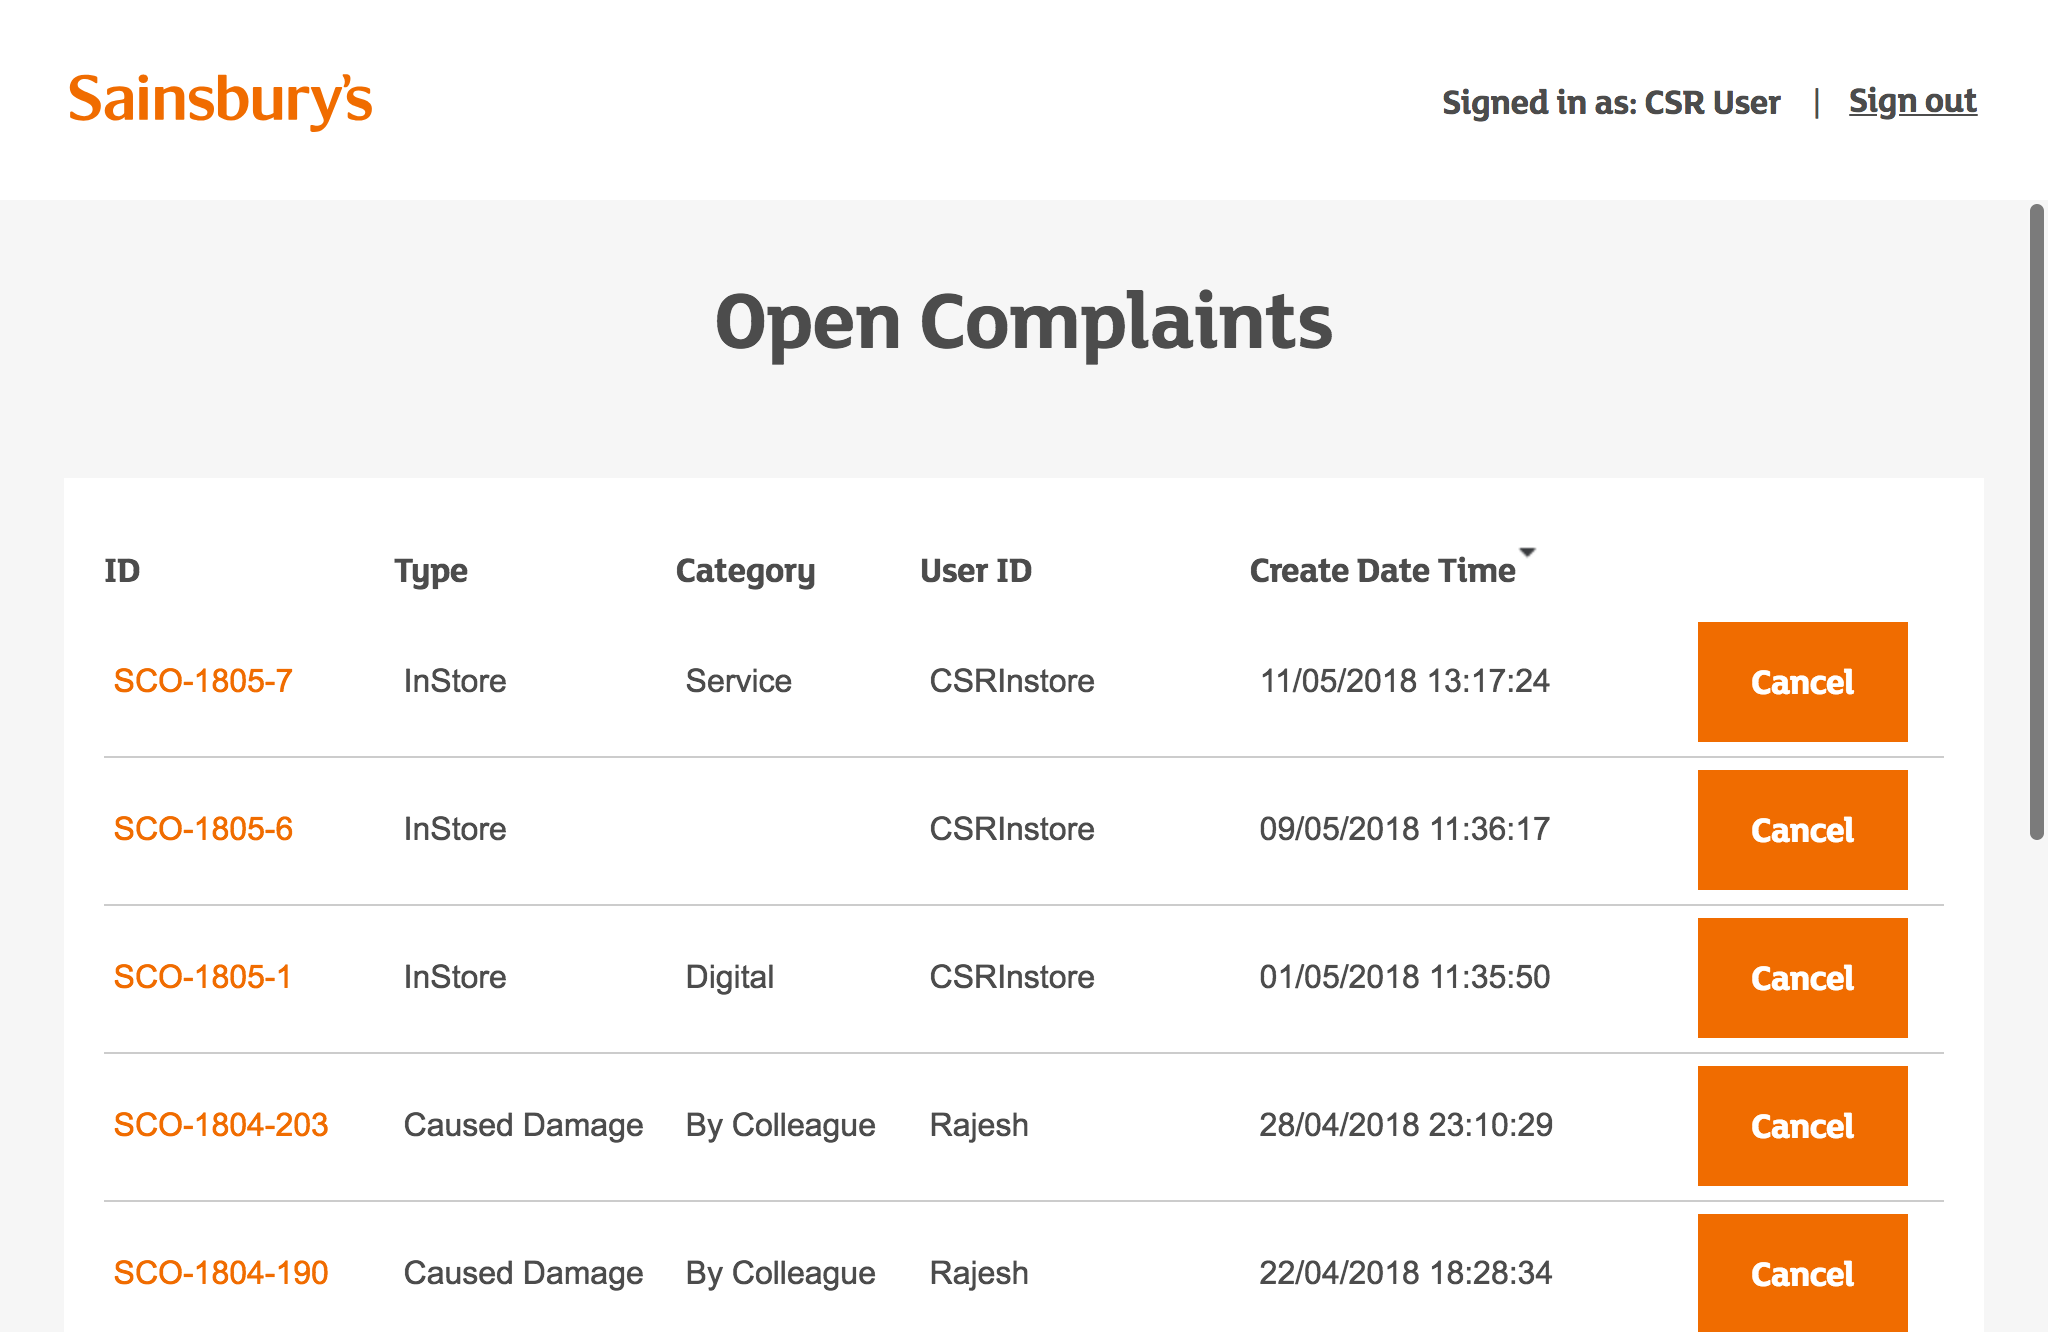 Sainsbury's
Signed in as: CSR User | Sign out
Open Complaints
ID Type Category User ID Create Date Time
SCO-1805-7 InStore Service CSRInstore 11/05/2018 13:17:24 Cancel
SCO-1805-6 InStore CSRInstore 09/05/2018 11:36:17 Cancel
SCO-1805-1 InStore Digital CSRInstore 01/05/2018 11:35:50 Cancel
SCO-1804-203 Caused Damage By Colleague Rajesh 28/04/2018 23:10:29 Cancel
SCO-1804-190 Caused Damage By Colleague Rajesh 22/04/2018 18:28:34 Cancel